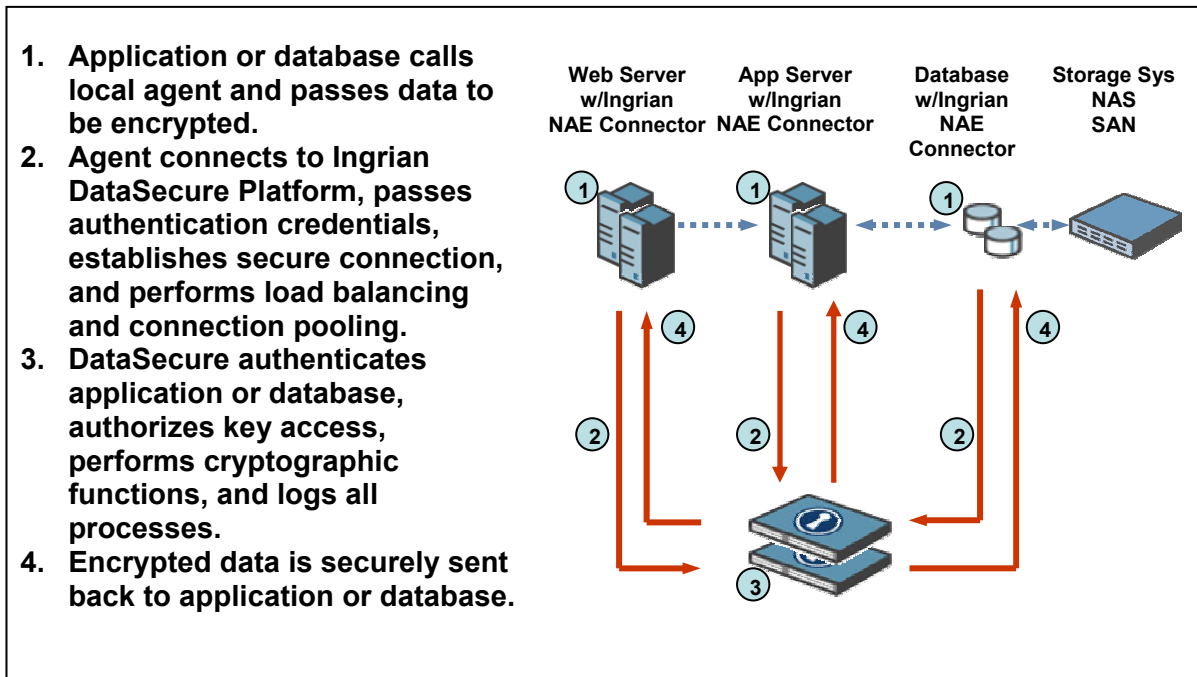 1. Application or database calls
local agent and passes data to
be encrypted.
2. Agent connects to Ingrian
DataSecure Platform, passes
authentication credentials,
establishes secure connection,
and performs load balancing
and connection pooling.
3. DataSecure authenticates
application or database,
authorizes key access,
performs cryptographic
functions, and logs all
processes.
4. Encrypted data is securely sent
back to application or database.
Web Server
w/Ingrian
NAE Connector
App Server
w/Ingrian
NAE Connector
Database
w/Ingrian
NAE
Connector
Storage Sys
NAS
SAN
1
1
1
4
4
4
2
2
2
3